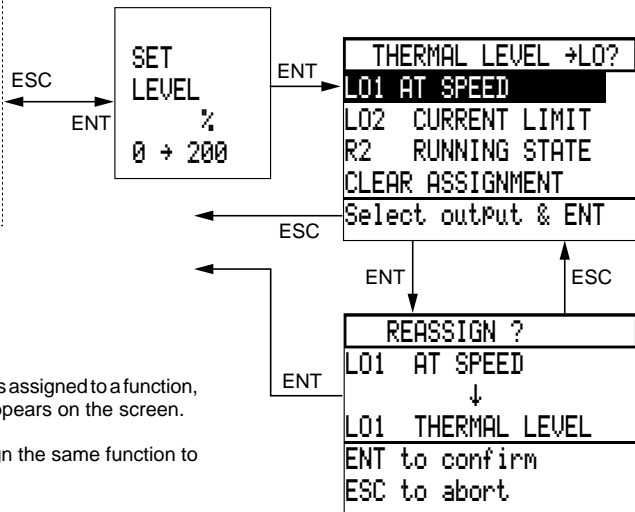 ESC
ENT
SET
LEVEL
%
0 → 200
ENT
THERMAL LEVEL →LO?
LO1 AT SPEED
LO2 CURRENT LIMIT
R2 RUNNING STATE
CLEAR ASSIGNMENT
Select output & ENT
ESC
ENT
ESC
REASSIGN ?
LO1 AT SPEED
↓
LO1 THERMAL LEVEL
ENT to confirm
ESC to abort
ENT
assigned to a function,
on the screen.
the same function to